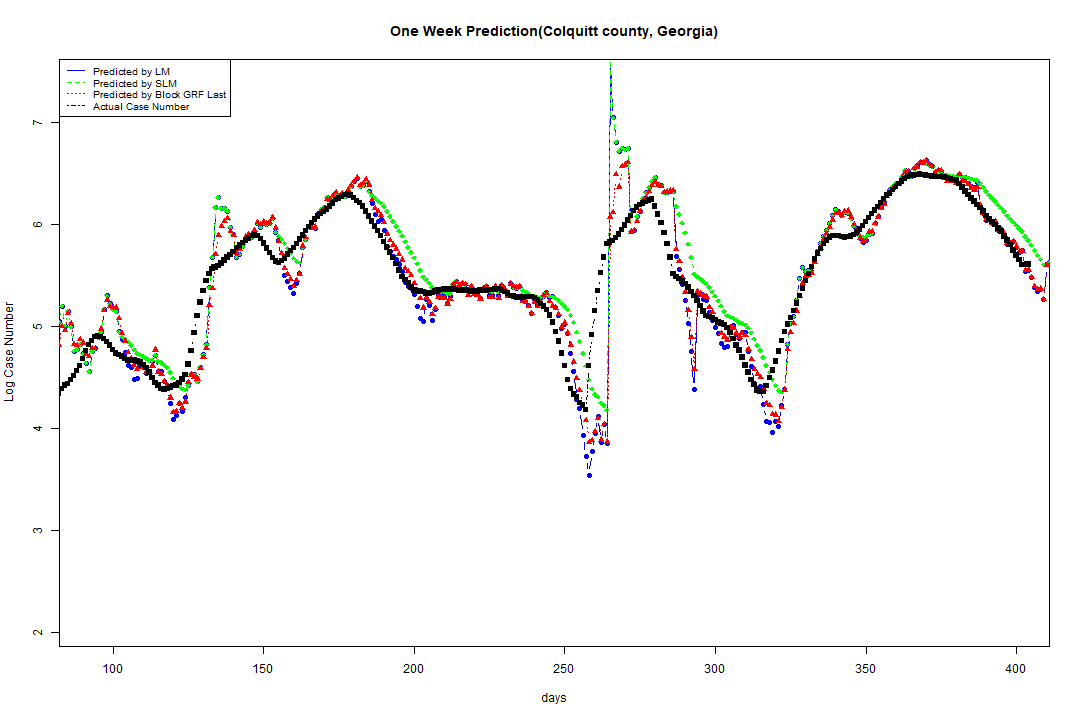 One Week Prediction(Colquitt county, Georgia)
Predicted by LM
Predicted by SLM
Predicted by Block GRF Last
Actual Case Number
Log Case Number
7
6
5
4
3
2
100 150 200 250 300 350 400
days